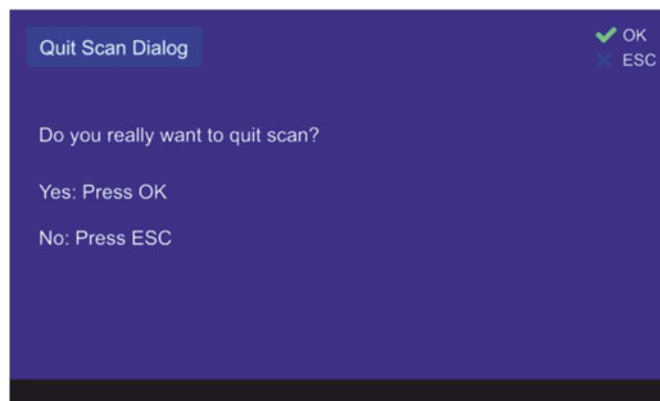 Quit Scan Dialog
OK
ESC
Do you really want to quit scan?
Yes: Press OK
No: Press ESC